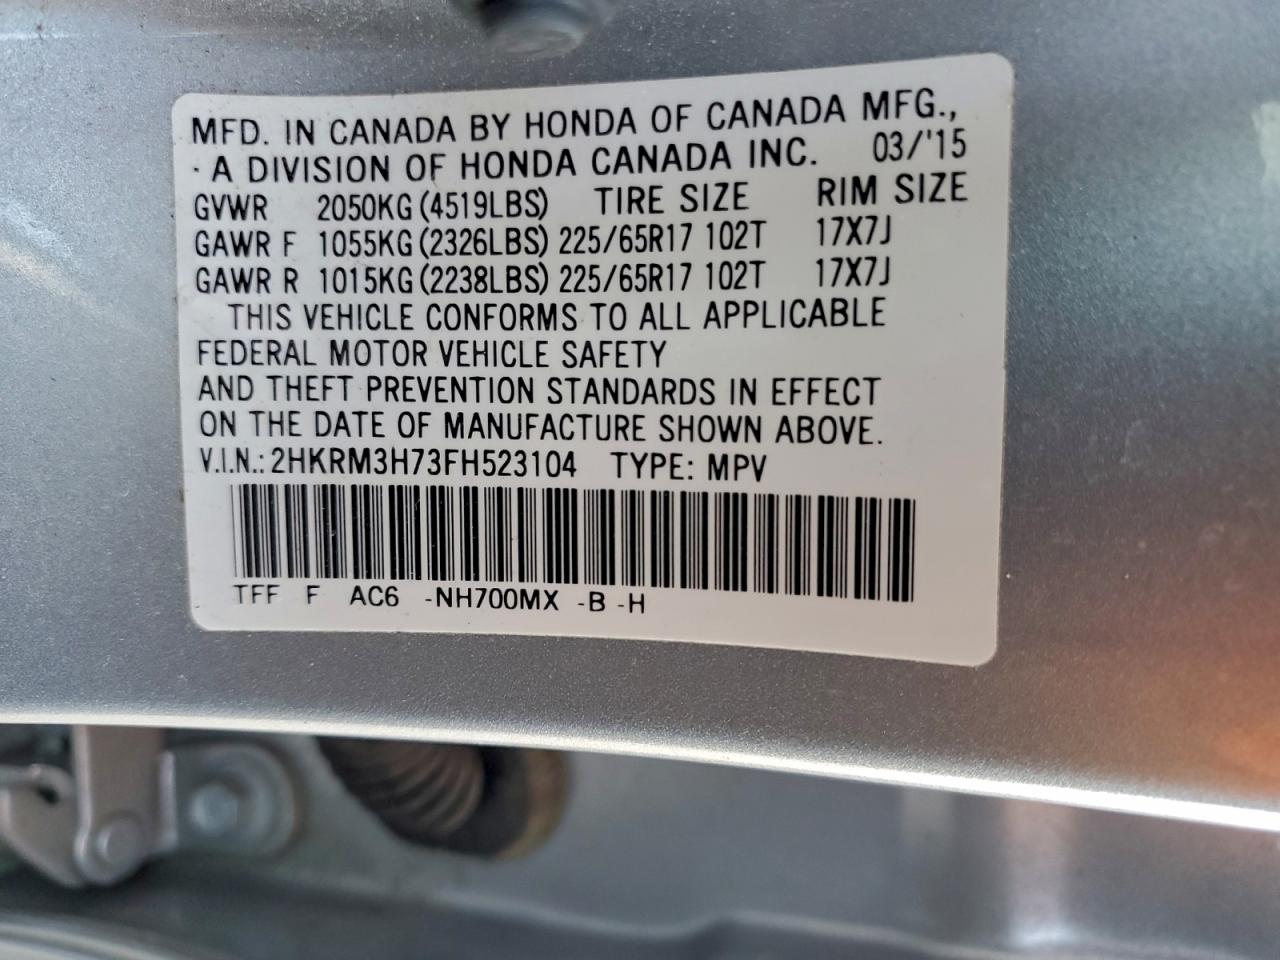 MFD. IN CANADA BY HONDA OF CANADA MFG.,
· A DIVISION OF HONDA CANADA INC. 03/'15
GVWR 2050KG (4519LBS) TIRE SIZE RIM SIZE
GAWR F 1055KG (2326LBS) 225/65R17 102T 17X7J
GAWR R 1015KG (2238LBS) 225/65R17 102T 17X7J
THIS VEHICLE CONFORMS TO ALL APPLICABLE
FEDERAL MOTOR VEHICLE SAFETY
AND THEFT PREVENTION STANDARDS IN EFFECT
ON THE DATE OF MANUFACTURE SHOWN ABOVE.
V.I.N.: 2HKRM3H73FH523104 TYPE: MPV
TFF F AC6 -NH700MX -B -H